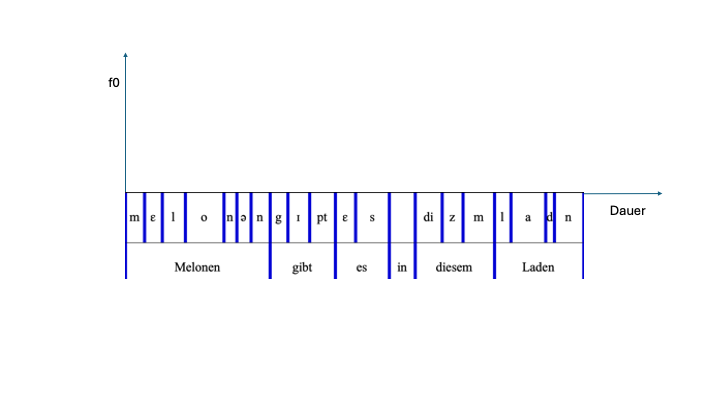 f0
m ɛ l o n ə n g ɪ pt ɛ s di z m l a d n
Dauer
Melonen gibt es in diesem Laden